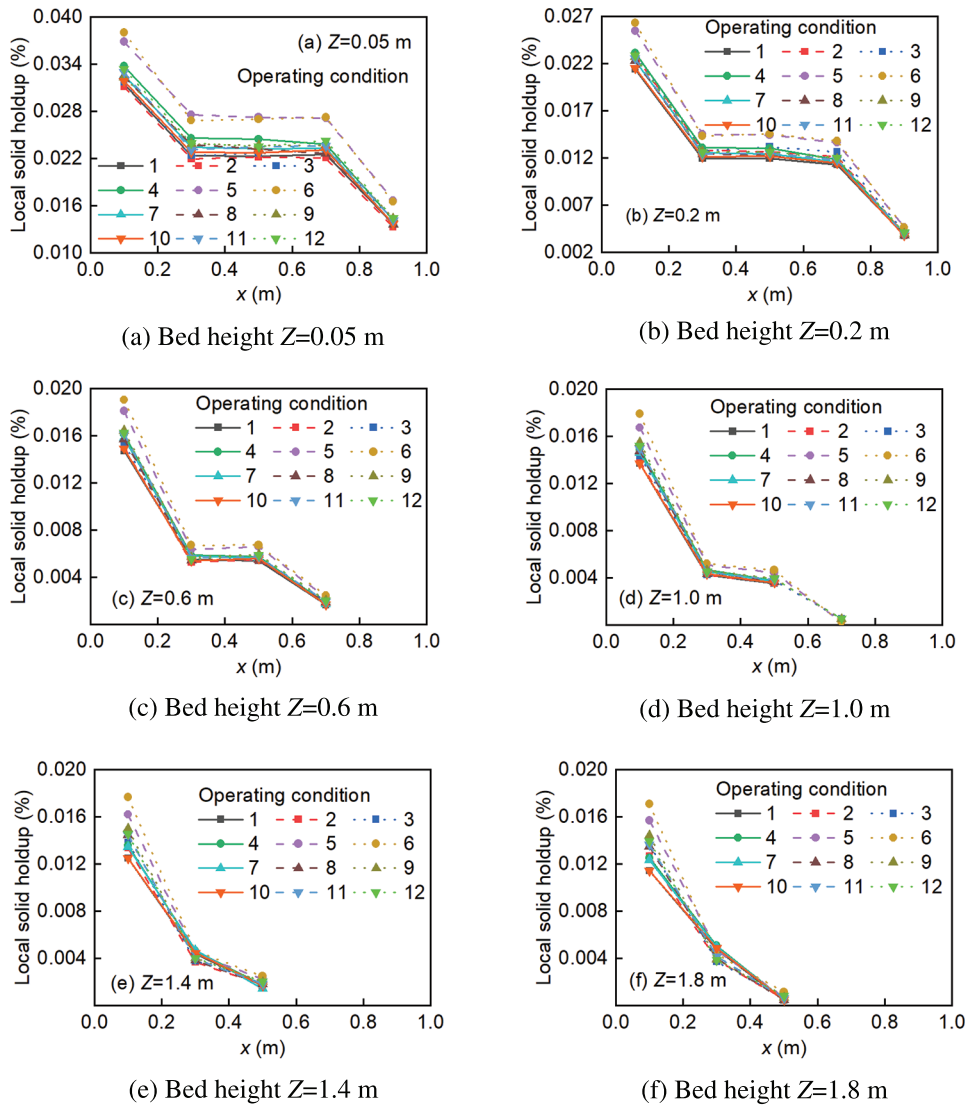 0.040
0.034
0.028
0.022
0.016
0.010
Local solid holdup (%)
(a) Z=0.05 m
Operating condition
1 2 3
4 5 6
7 8 9
10 11 12
0.0 0.2 0.4 0.6 0.8 1.0
x (m)
(a) Bed height Z=0.05 m
0.027
0.022
0.017
0.012
0.007
0.002
Local solid holdup (%)
Operating condition
1 2 3
4 5 6
7 8 9
10 11 12
(b) Z=0.2 m
0.0 0.2 0.4 0.6 0.8 1.0
x (m)
(b) Bed height Z=0.2 m
0.020
0.016
0.012
0.008
0.004
Local solid holdup (%)
Operating condition
1 2 3
4 5 6
7 8 9
10 11 12
(c) Z=0.6 m
0.0 0.2 0.4 0.6 0.8 1.0
x (m)
(c) Bed height Z=0.6 m
0.020
0.016
0.012
0.008
0.004
Local solid holdup (%)
Operating condition
1 2 3
4 5 6
7 8 9
10 11 12
(d) Z=1.0 m
0.0 0.2 0.4 0.6 0.8 1.0
x (m)
(d) Bed height Z=1.0 m
0.020
0.016
0.012
0.008
0.004
Local solid holdup (%)
Operating condition
1 2 3
4 5 6
7 8 9
10 11 12
(e) Z=1.4 m
0.0 0.2 0.4 0.6 0.8 1.0
x (m)
(e) Bed height Z=1.4 m
0.020
0.016
0.012
0.008
0.004
Local solid holdup (%)
Operating condition
1 2 3
4 5 6
7 8 9
10 11 12
(f) Z=1.8 m
0.0 0.2 0.4 0.6 0.8 1.0
x (m)
(f) Bed height Z=1.8 m